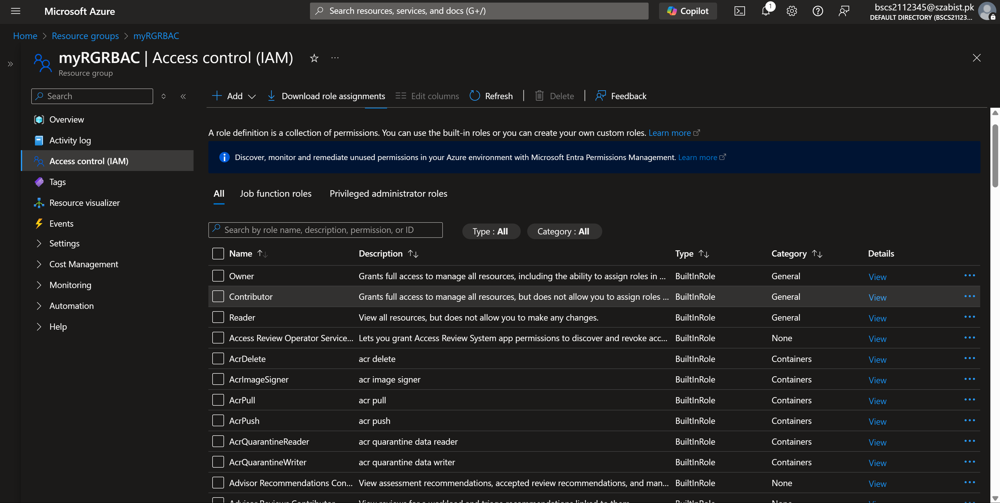 Microsoft Azure
Search resources, services, and docs (G+/)
Copilot
1
bscs2112345@szabist.pk
DEFAULT DIRECTORY (BSCS21123...
Home > Resource groups > myRGRBAC
myRGRBAC | Access control (IAM)
Resource group
Search
Overview
Activity log
Access control (IAM)
Tags
Resource visualizer
Events
Settings
Cost Management
Monitoring
Automation
Help
Add Download role assignments Edit columns Refresh Delete Feedback
A role definition is a collection of permissions. You can use the built-in roles or you can create your own custom roles. Learn more
Discover, monitor and remediate unused permissions in your Azure environment with Microsoft Entra Permissions Management. Learn more
All Job function roles Privileged administrator roles
Search by role name, description, permission, or ID Type : All Category : All
Name Description Type Category Details
Owner Grants full access to manage all resources, including the ability to assign roles in ... BuiltInRole General View
Contributor Grants full access to manage all resources, but does not allow you to assign roles ... BuiltInRole General View
Reader View all resources, but does not allow you to make any changes. BuiltInRole General View
Access Review Operator Service... Lets you grant Access Review System app permissions to discover and revoke acc... BuiltInRole None View
AcrDelete acr delete BuiltInRole Containers View
AcrImageSigner acr image signer BuiltInRole Containers View
AcrPull acr pull BuiltInRole Containers View
AcrPush acr push BuiltInRole Containers View
AcrQuarantineReader acr quarantine data reader BuiltInRole Containers View
AcrQuarantineWriter acr quarantine data writer BuiltInRole Containers View
Advisor Recommendations Con... View assessment recommendations, accepted review recommendations, and man... BuiltInRole None View